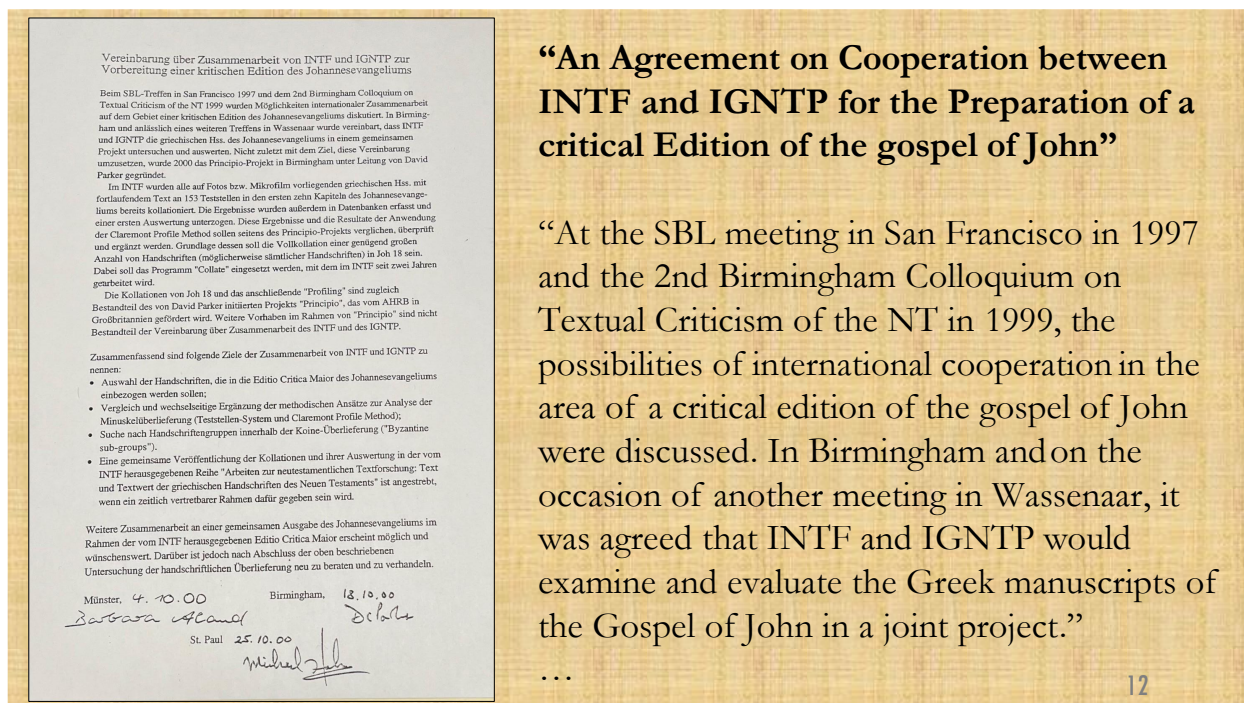 Vereinbarung über Zusammenarbeit von INTF und IGNTP zur
Vorbereitung einer kritischen Edition des Johannesevangeliums
Beim SBL-Treffen in San Francisco 1997 und dem 2nd Birmingham Colloquium on
Textual Criticism of the NT 1999 wurden Möglichkeiten internationaler Zusammenarbeit
auf dem Gebiet einer kritischen Edition des Johannesevangeliums diskutiert. In Birming-
ham und anlässlich eines weiteren Treffens in Wassenaar wurde vereinbart, dass INTF
und IGNTP die griechischen Hss. des Johannesevangeliums in einem gemeinsamen
Projekt untersuchen und auswerten. Nicht zuletzt mit dem Ziel, diese Vereinbarung
umzusetzen, wurde 2000 das Principio-Projekt in Birmingham unter Leitung von David
Parker gegründet.
Im INTF wurden alle auf Fotos bzw. Mikrofilm vorliegenden griechischen Hss. mit
fortlaufendem Text an 153 Teststellen in den ersten zehn Kapiteln des Johannesevange-
liums bereits kollationiert. Die Ergebnisse wurden außerdem in Datenbanken erfasst und
einer ersten Auswertung unterzogen. Diese Ergebnisse und die Resultate der Anwendung
der Claremont Profile Method sollen seitens des Principio-Projekts verglichen, überprüft
und ergänzt werden. Grundlage dessen soll die Vollkollation einer genügend großen
Anzahl von Handschriften (möglicherweise sämtlicher Handschriften) in Joh 18 sein.
Dabei soll das Programm "Collate" eingesetzt werden, mit dem im INTF seit zwei Jahren
gearbeitet wird.
Die Kollationen von Joh 18 und das anschließende "Profiling" sind zugleich
Bestandteil des von David Parker initiierten Projekts "Principio", das vom AHRB in
Großbritannien gefördert wird. Weitere Vorhaben im Rahmen von "Principio" sind nicht
Bestandteil der Vereinbarung über Zusammenarbeit des INTF und des IGNTP.
Zusammenfassend sind folgende Ziele der Zusammenarbeit von INTF und IGNTP zu
nennen:
• Auswahl der Handschriften, die in die Editio Critica Maior des Johannesevangeliums
einbezogen werden sollen;
• Vergleich und wechselseitige Ergänzung der methodischen Ansätze zur Analyse der
Minuskelüberlieferung (Teststellen-System und Claremont Profile Method);
• Suche nach Handschriftengruppen innerhalb der Koine-Überlieferung ("Byzantine
sub-groups").
• Eine gemeinsame Veröffentlichung der Kollationen und ihrer Auswertung in der vom
INTF herausgegebenen Reihe "Arbeiten zur neutestamentlichen Textforschung: Text
und Textwert der griechischen Handschriften des Neuen Testaments" ist angestrebt,
wenn ein zeitlich vertretbarer Rahmen dafür gegeben sein wird.
Weitere Zusammenarbeit an einer gemeinsamen Ausgabe des Johannesevangeliums im
Rahmen der vom INTF herausgegebenen Editio Critica Maior erscheint möglich und
wünschenswert. Darüber ist jedoch nach Abschluss der oben beschriebenen
Untersuchung der handschriftlichen Überlieferung neu zu beraten und zu verhandeln.
Münster, 4. 10.00 Birmingham, 13.10.00
Barbara Aland
St. Paul 25.10.00
Michael
“An Agreement on Cooperation between
INTF and IGNTP for the Preparation of a
critical Edition of the gospel of John”
“At the SBL meeting in San Francisco in 1997
and the 2nd Birmingham Colloquium on
Textual Criticism of the NT in 1999, the
possibilities of international cooperation in the
area of a critical edition of the gospel of John
were discussed. In Birmingham and on the
occasion of another meeting in Wassenaar, it
was agreed that INTF and IGNTP would
examine and evaluate the Greek manuscripts of
the Gospel of John in a joint project.”
…
12